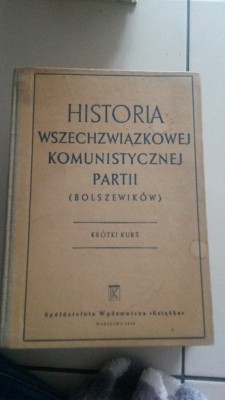 HISTORIA
WSZECHZWIĄZKOWEJ
KOMUNISTYCZNEJ
PARTII
(BOLSZEWIKÓW)
KRÓTKI KURS
K
Spółdzielnia Wydawnicza »Książka«
WARSZAWA